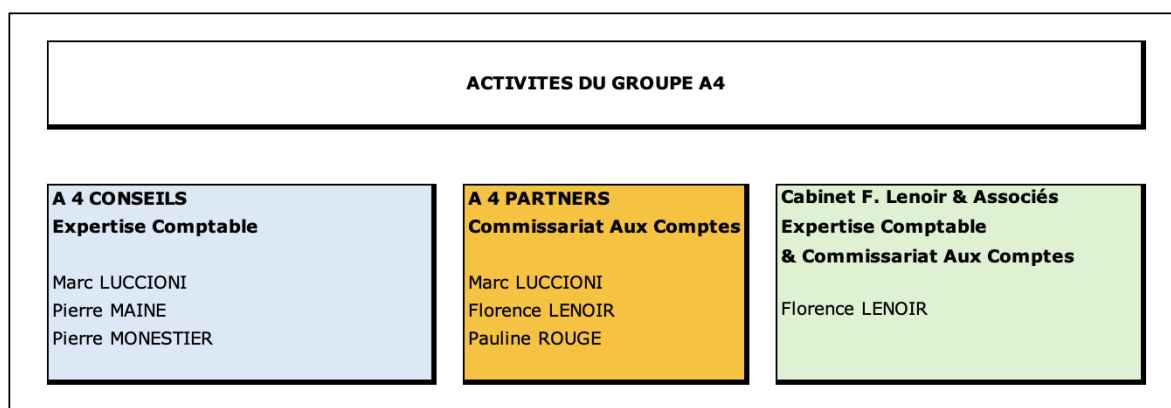 ACTIVITES DU GROUPE A4
A 4 CONSEILS
Expertise Comptable
Marc LUCCIONI
Pierre MAINE
Pierre MONESTIER
A 4 PARTNERS
Commissariat Aux Comptes
Marc LUCCIONI
Florence LENOIR
Pauline ROUGE
Cabinet F. Lenoir & Associés
Expertise Comptable
& Commissariat Aux Comptes
Florence LENOIR